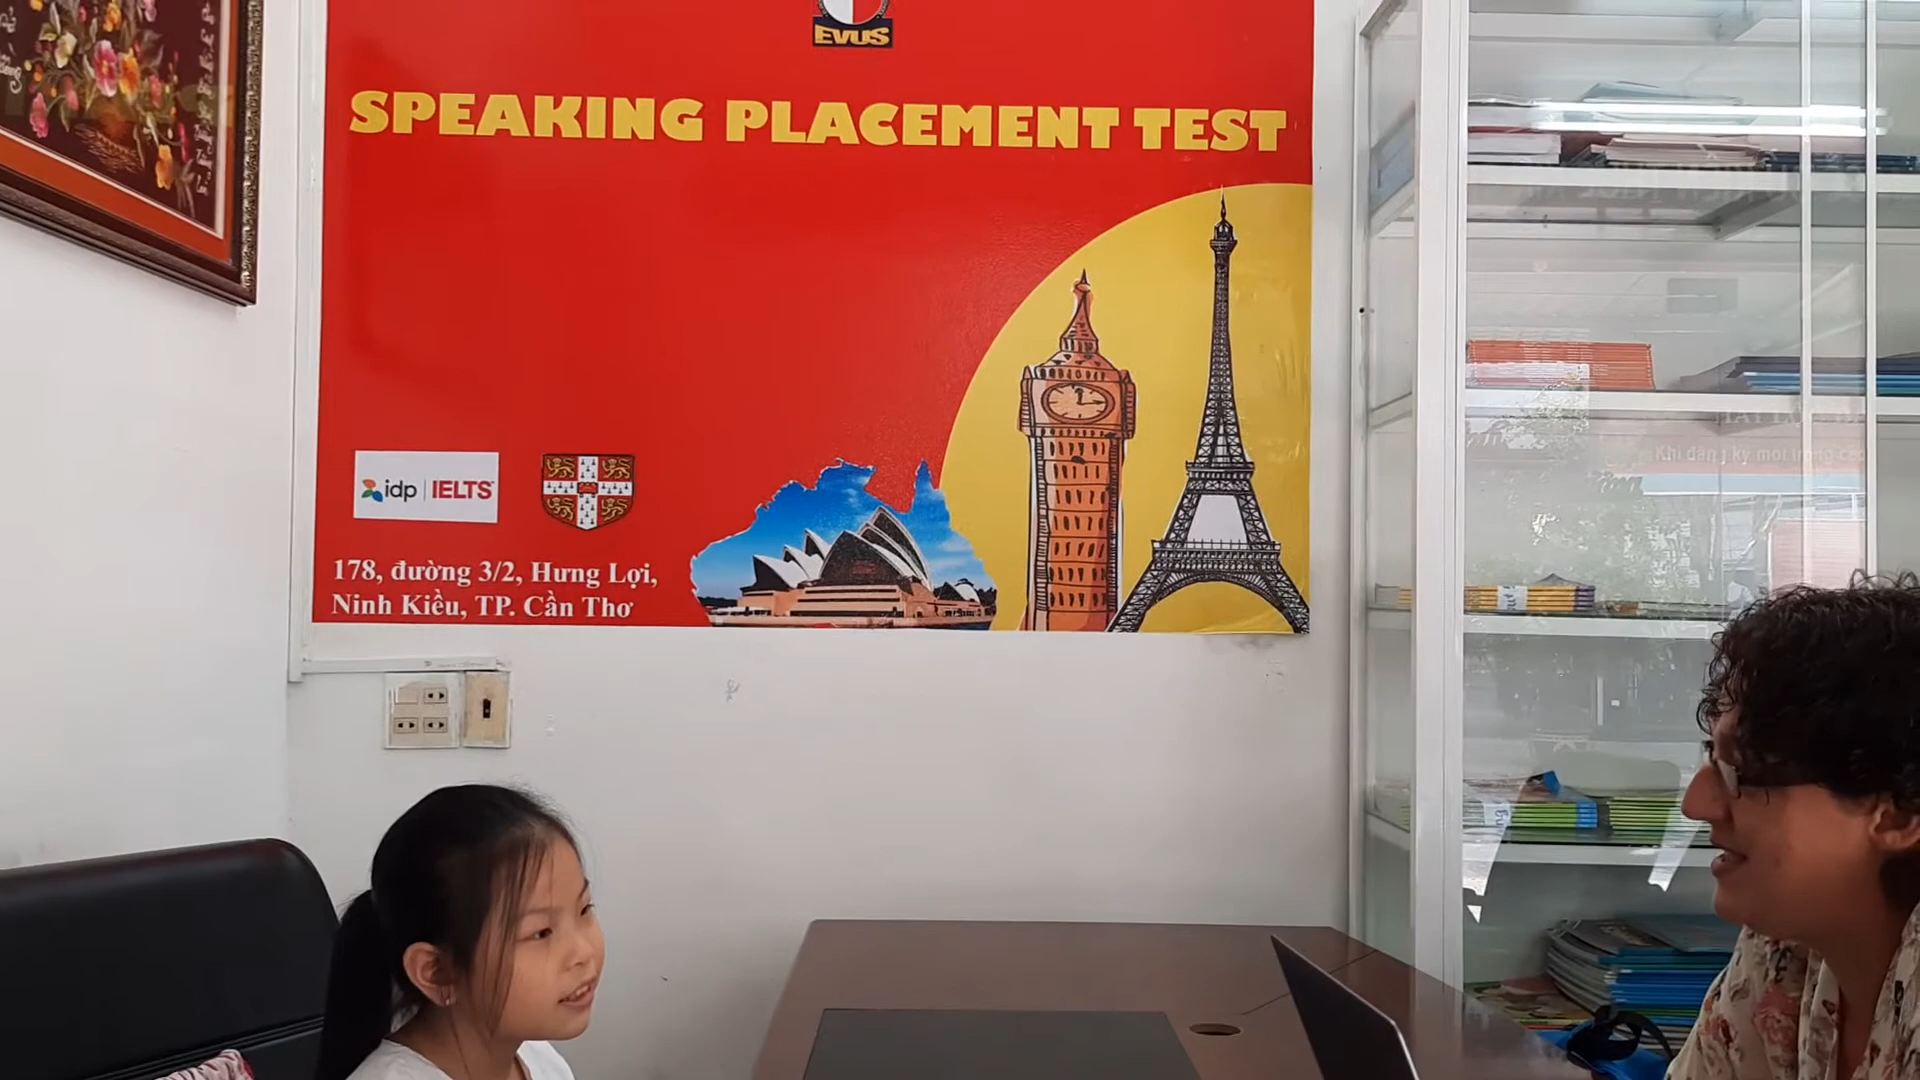 EVUS
SPEAKING PLACEMENT TEST
idp IELTS
178, đường 3/2, Hưng Lợi,
Ninh Kiều, TP. Cần Thơ